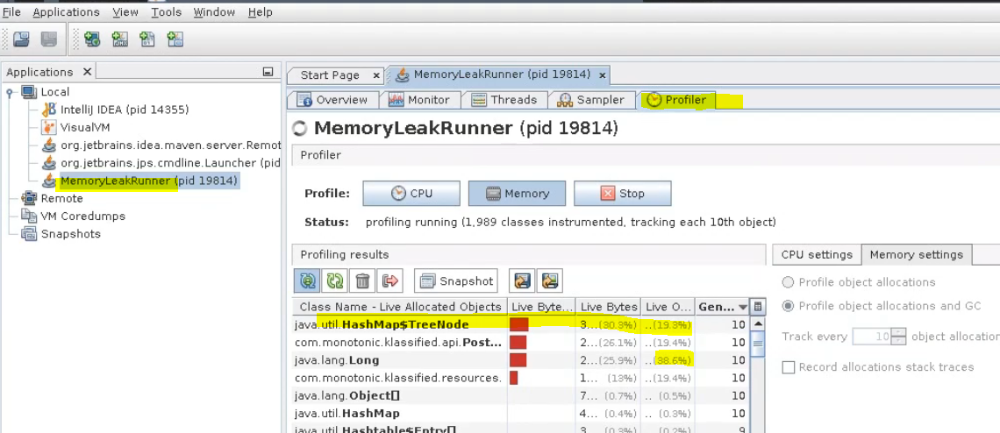 File Applications View Tools Window Help
Applications
Local
IntelliJ IDEA (pid 14355)
VisualVM
org.jetbrains.idea.maven.server.Remot
org.jetbrains.jps.cmdline.Launcher (pid
MemoryLeakRunner (pid 19814)
Remote
VM Coredumps
Snapshots
Start Page MemoryLeakRunner (pid 19814)
Overview Monitor Threads Sampler Profiler
MemoryLeakRunner (pid 19814)
Profiler
Profile: CPU Memory Stop
Status: profiling running (1,989 classes instrumented, tracking each 10th object)
Profiling results
Snapshot
Class Name - Live Allocated Objects Live Byte... Live Bytes Live O... Gen...
java.util.HashMap$TreeNode 3... (30.3%) ..(19.3%) 10
com.monotonic.klassified.api.Post... 2...(26.1%) ..(19.4%) 10
java.lang.Long 2...(25.9%) ..(38.6%) 10
com.monotonic.klassified.resources. 1... (13%) ..(19.4%) 10
java.lang.Object[] 7... (0.7%) .. (0.5%) 10
java.util.HashMap 4... (0.4%) .. (0.3%) 10
java.util.Hashtable$Entry[] 3... (0.3%) .. (0.2%) 9
CPU settings Memory settings
Profile object allocations
Profile object allocations and GC
Track every 10 object allocation
Record allocations stack traces